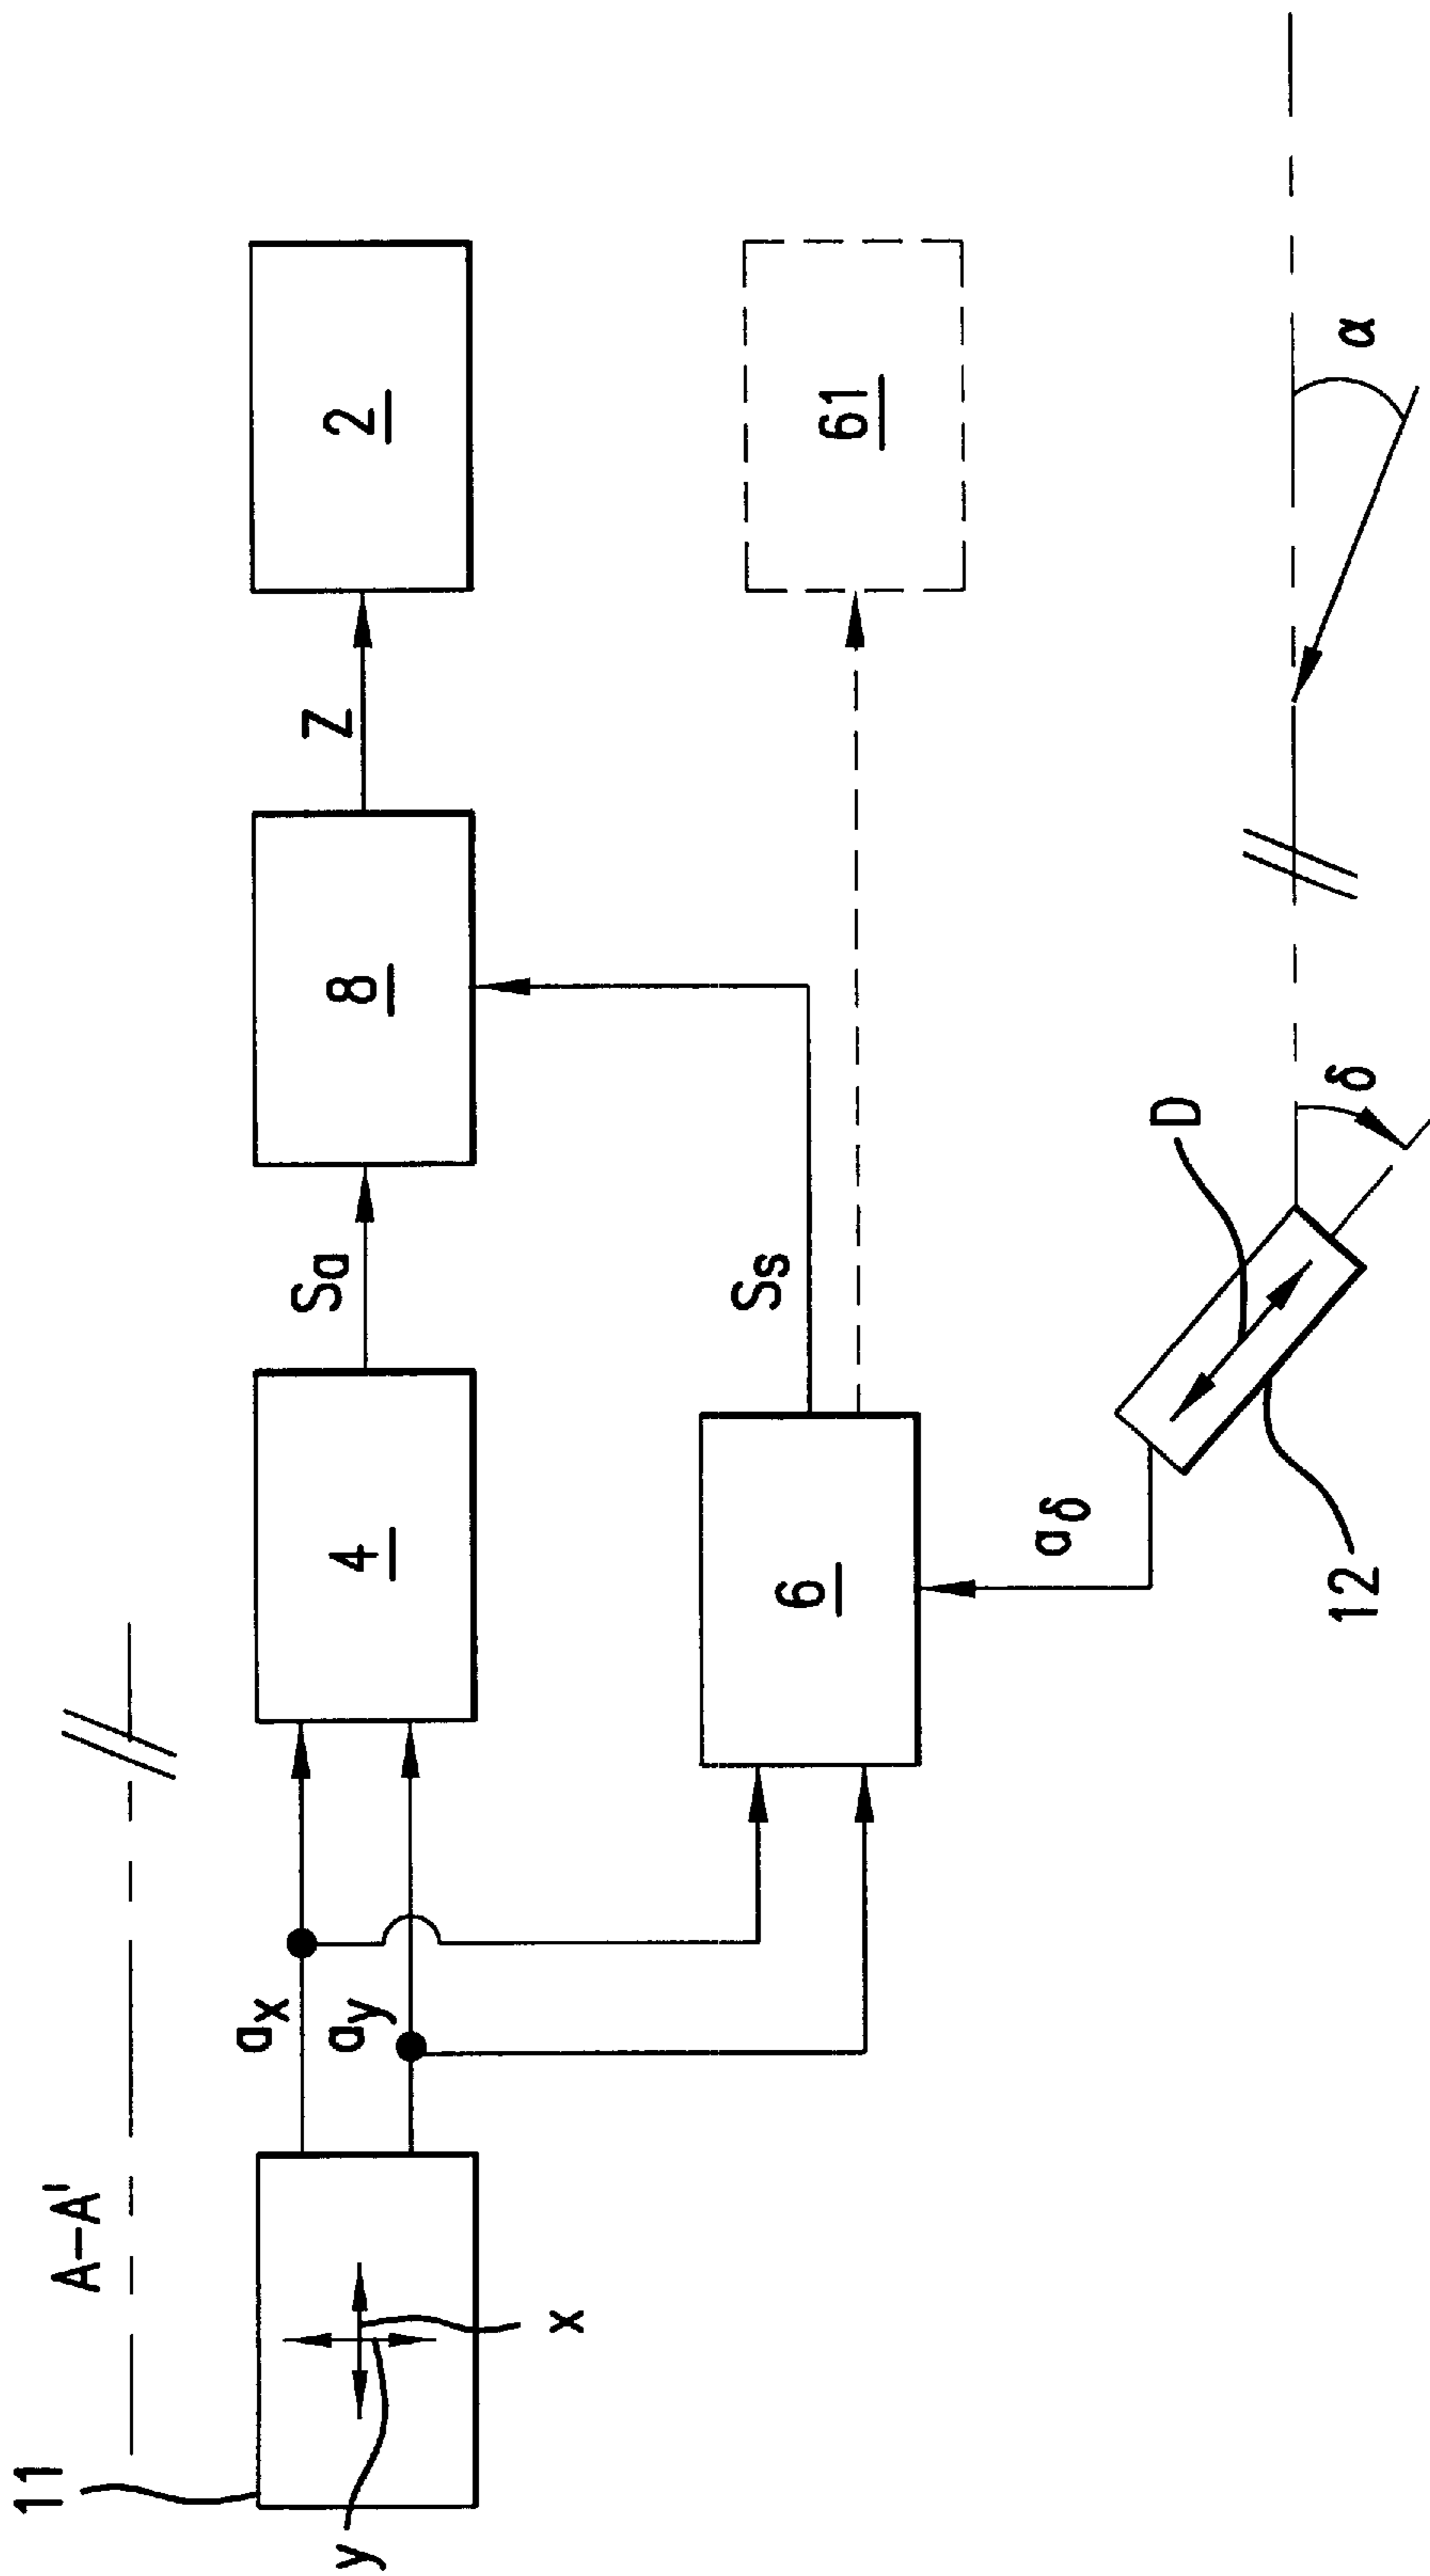 11
A-A'
y
x
a_x
a_y
4
S_a
8
Z
2
6
S_s
61
a_δ
12
D
δ
α